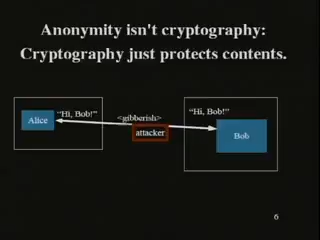 Anonymity isn't cryptography:
Cryptography just protects contents.
"Hi, Bob!"
Alice
<gibberish>
attacker
"Hi, Bob!"
Bob
6